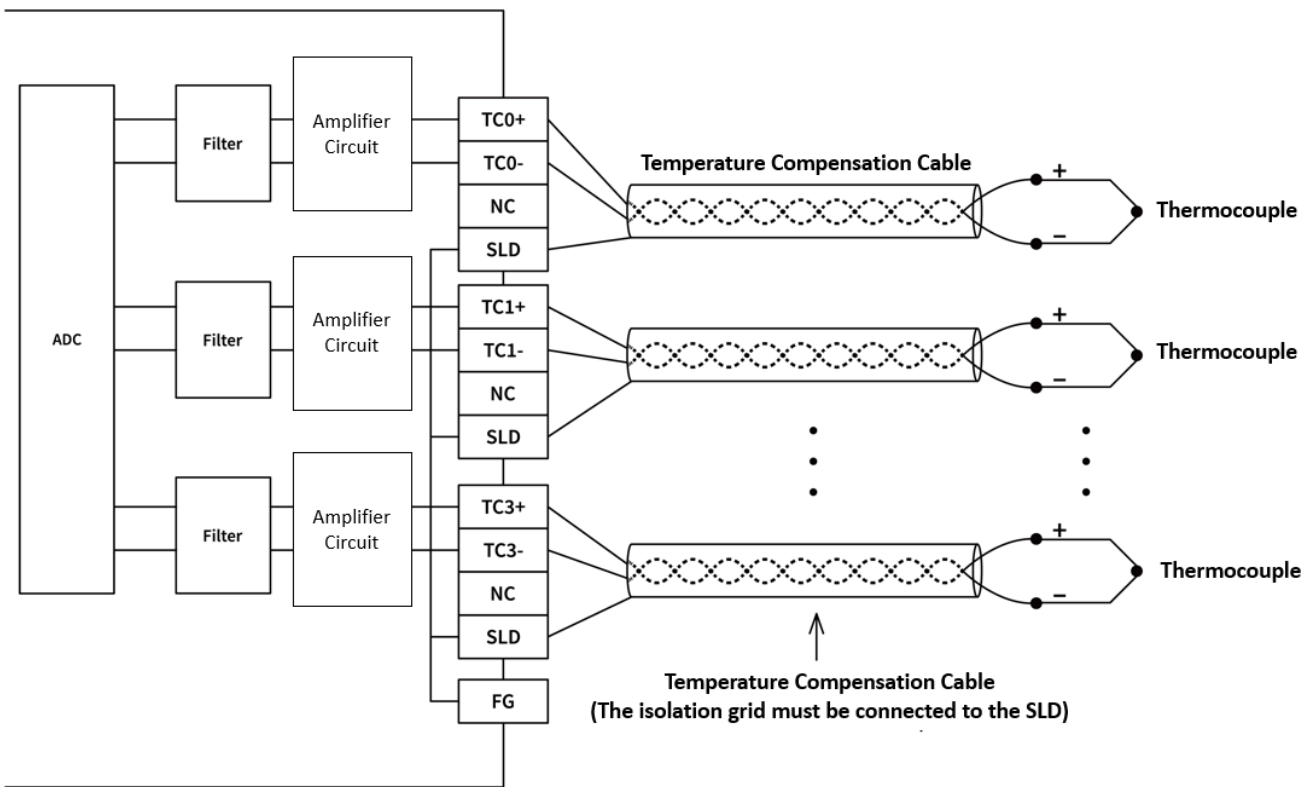 ADC
Filter
Amplifier
Circuit
TC0+
TC0-
NC
SLD
Temperature Compensation Cable
+
−
Thermocouple
Filter
Amplifier
Circuit
TC1+
TC1-
NC
SLD
+
−
Thermocouple
Filter
Amplifier
Circuit
TC3+
TC3-
NC
SLD
FG
+
−
Thermocouple
Temperature Compensation Cable
(The isolation grid must be connected to the SLD)